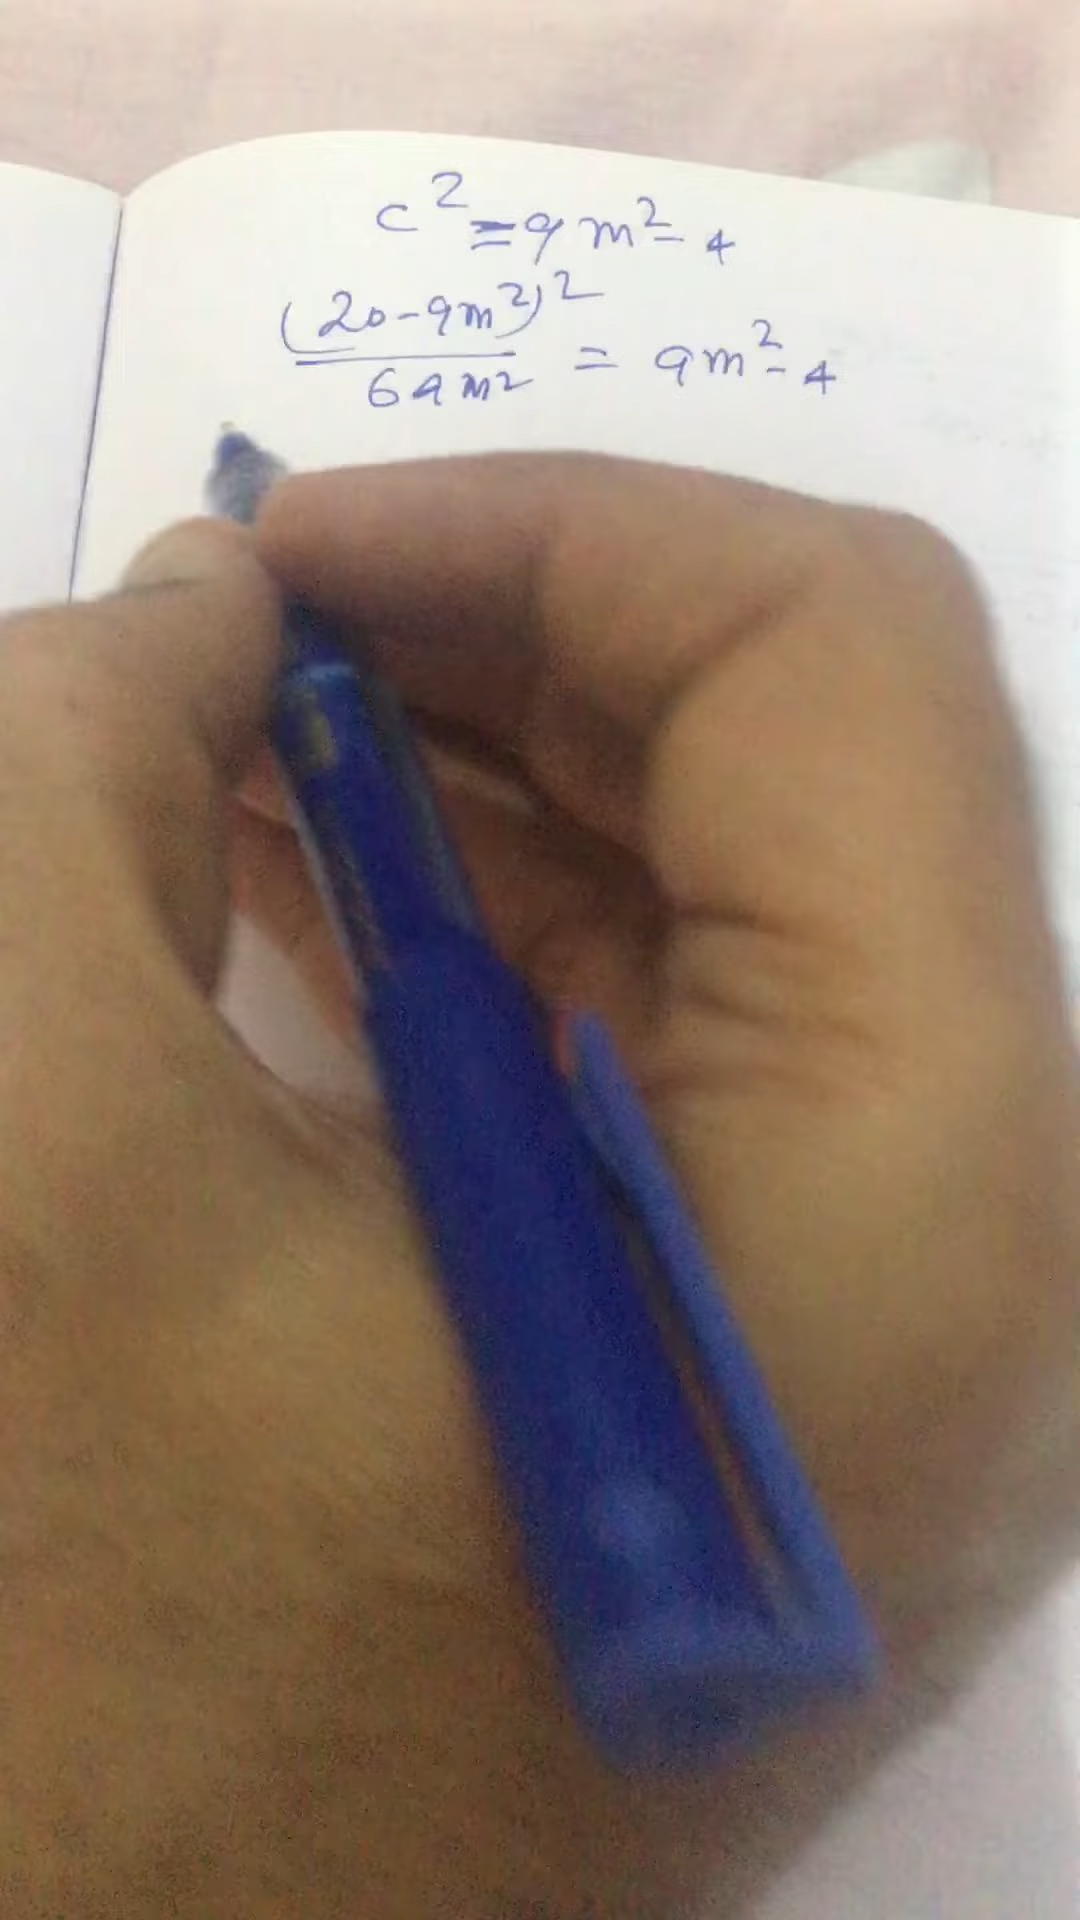 c² = 9m² - 4
(20 - 9m²)² / 64m² = 9m² - 4